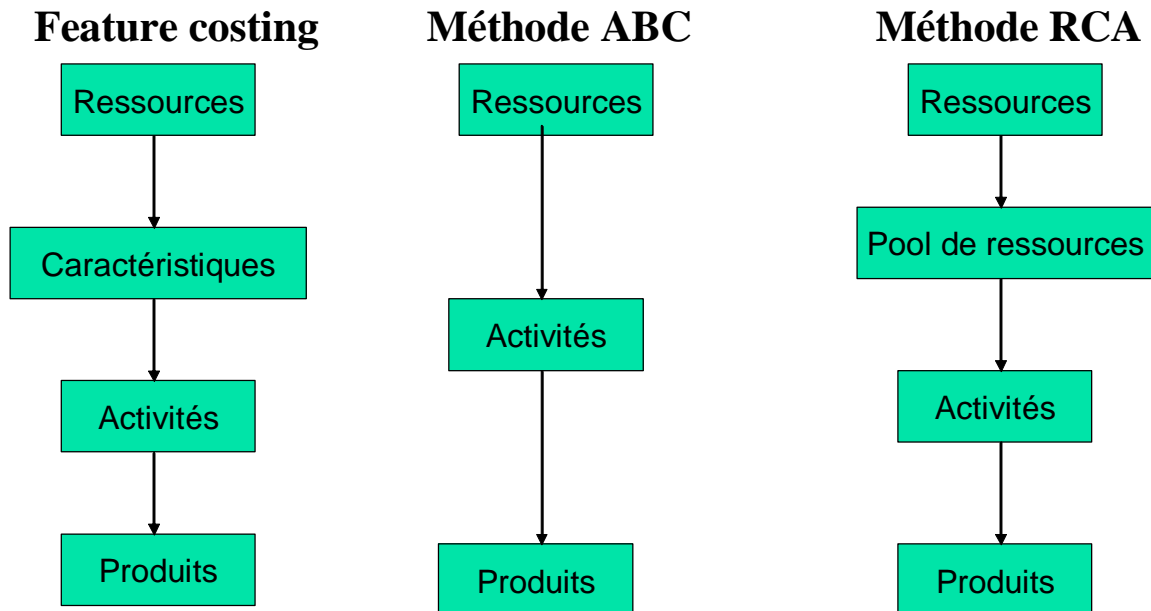 Feature costing
Ressources
Caractéristiques
Activités
Produits
Méthode ABC
Ressources
Activités
Produits
Méthode RCA
Ressources
Pool de ressources
Activités
Produits